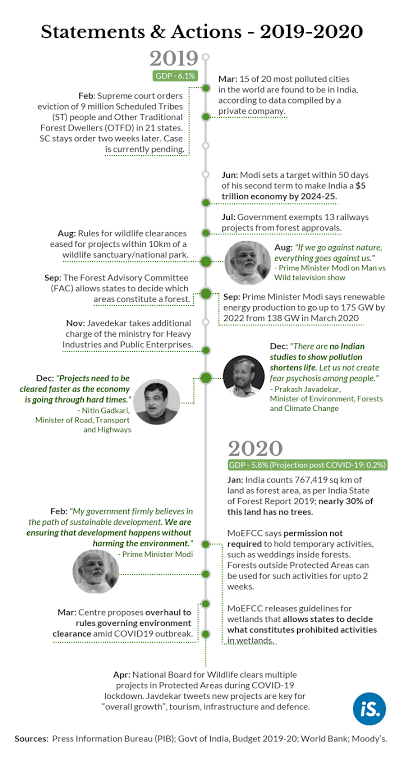 Statements & Actions - 2019-2020
2019
GDP - 6.1%
Mar: 15 of 20 most polluted cities
in the world are found to be in India,
according to data compiled by a
private company.
Feb: Supreme court orders
eviction of 9 million Scheduled Tribes
(ST) people and Other Traditional
Forest Dwellers (OTFD) in 21 states.
SC stays order two weeks later. Case
is currently pending.
Jun: Modi sets a target within 50 days
of his second term to make India a $5
trillion economy by 2024-25.
Jul: Government exempts 13 railways
projects from forest approvals.
Aug: Rules for wildlife clearances
eased for projects within 10km of a
wildlife sanctuary/national park.
Aug: "If we go against nature,
everything goes against us."
- Prime Minister Modi on Man vs
Wild television show
Sep: The Forest Advisory Committee
(FAC) allows states to decide which
areas constitute a forest.
Sep: Prime Minister Modi says renewable
energy production to go up to 175 GW by
2022 from 138 GW in March 2020
Nov: Javedekar takes additional
charge of the ministry for Heavy
Industries and Public Enterprises.
Dec: "There are no Indian
studies to show pollution
shortens life. Let us not create
fear psychosis among people."
- Prakash Javadekar,
Minister of Environment, Forests
and Climate Change
Dec: "Projects need to be
cleared faster as the economy
is going through hard times."
- Nitin Gadkari,
Minister of Road, Transport
and Highways
2020
GDP - 5.8% (Projection post COVID-19: 0.2%)
Jan: India counts 767,419 sq km of
land as forest area, as per India State
of Forest Report 2019; nearly 30% of
this land has no trees.
Feb: "My government firmly believes in
the path of sustainable development. We are
ensuring that development happens without
harming the environment."
- Prime Minister Modi
MoEFCC says permission not
required to hold temporary activities,
such as weddings inside forests.
Forests outside Protected Areas can
be used for such activities for upto 2
weeks.
Mar: Centre proposes overhaul to
rules governing environment
clearance amid COVID19 outbreak.
MoEFCC releases guidelines for
wetlands that allows states to decide
what constitutes prohibited activities
in wetlands.
Apr: National Board for Wildlife clears multiple
projects in Protected Areas during COVID-19
lockdown. Javdekar tweets new projects are key for
"overall growth", tourism, infrastructure and defence.
iS.
Sources: Press Information Bureau (PIB); Govt of India, Budget 2019-20; World Bank; Moody's.